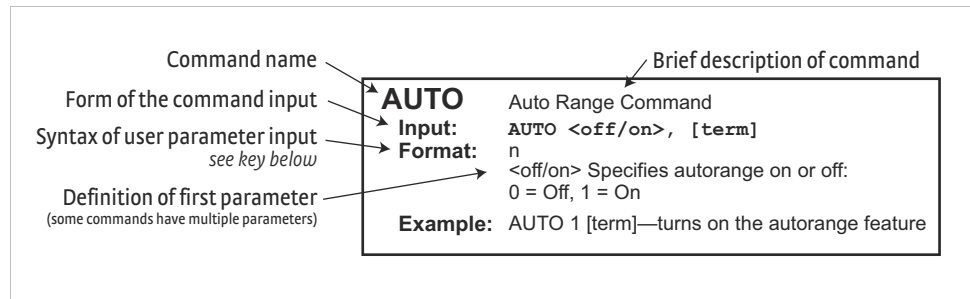 Command name
Brief description of command
Form of the command input
Syntax of user parameter input
see key below
Definition of first parameter
(some commands have multiple parameters)
AUTO Auto Range Command
Input: AUTO <off/on>, [term]
Format: n
<off/on> Specifies autorange on or off:
0 = Off, 1 = On
Example: AUTO 1 [term]—turns on the autorange feature